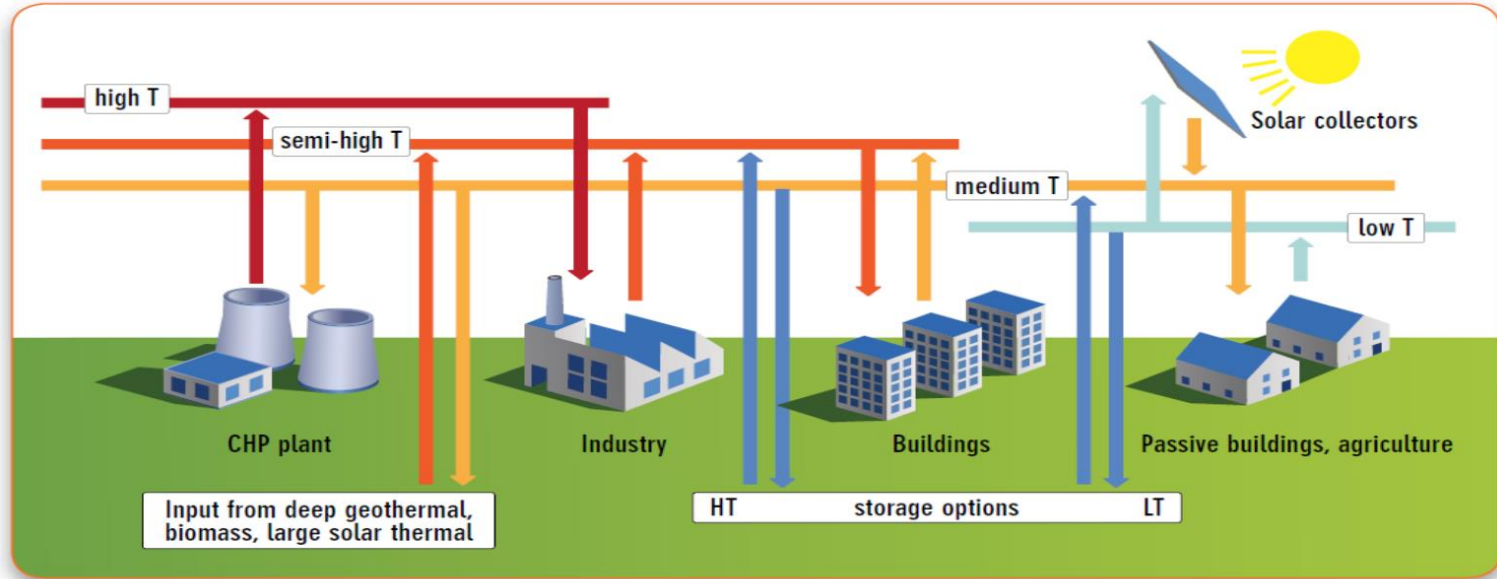 high T
semi-high T
medium T
low T
Solar collectors
CHP plant
Industry
Buildings
Passive buildings, agriculture
Input from deep geothermal,
biomass, large solar thermal
HT storage options LT